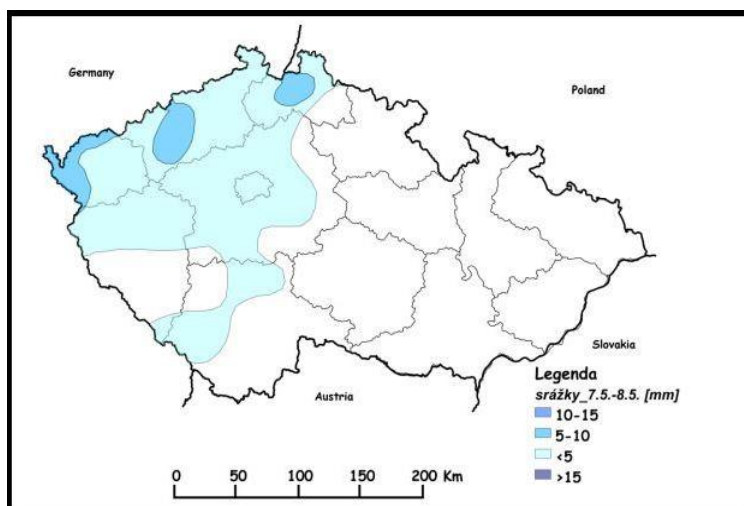 Germany
Poland
Slovakia
Austria
Legenda
srážky_7.5.-8.5. [mm]
10-15
5-10
<5
>15
0 50 100 150 200 Km